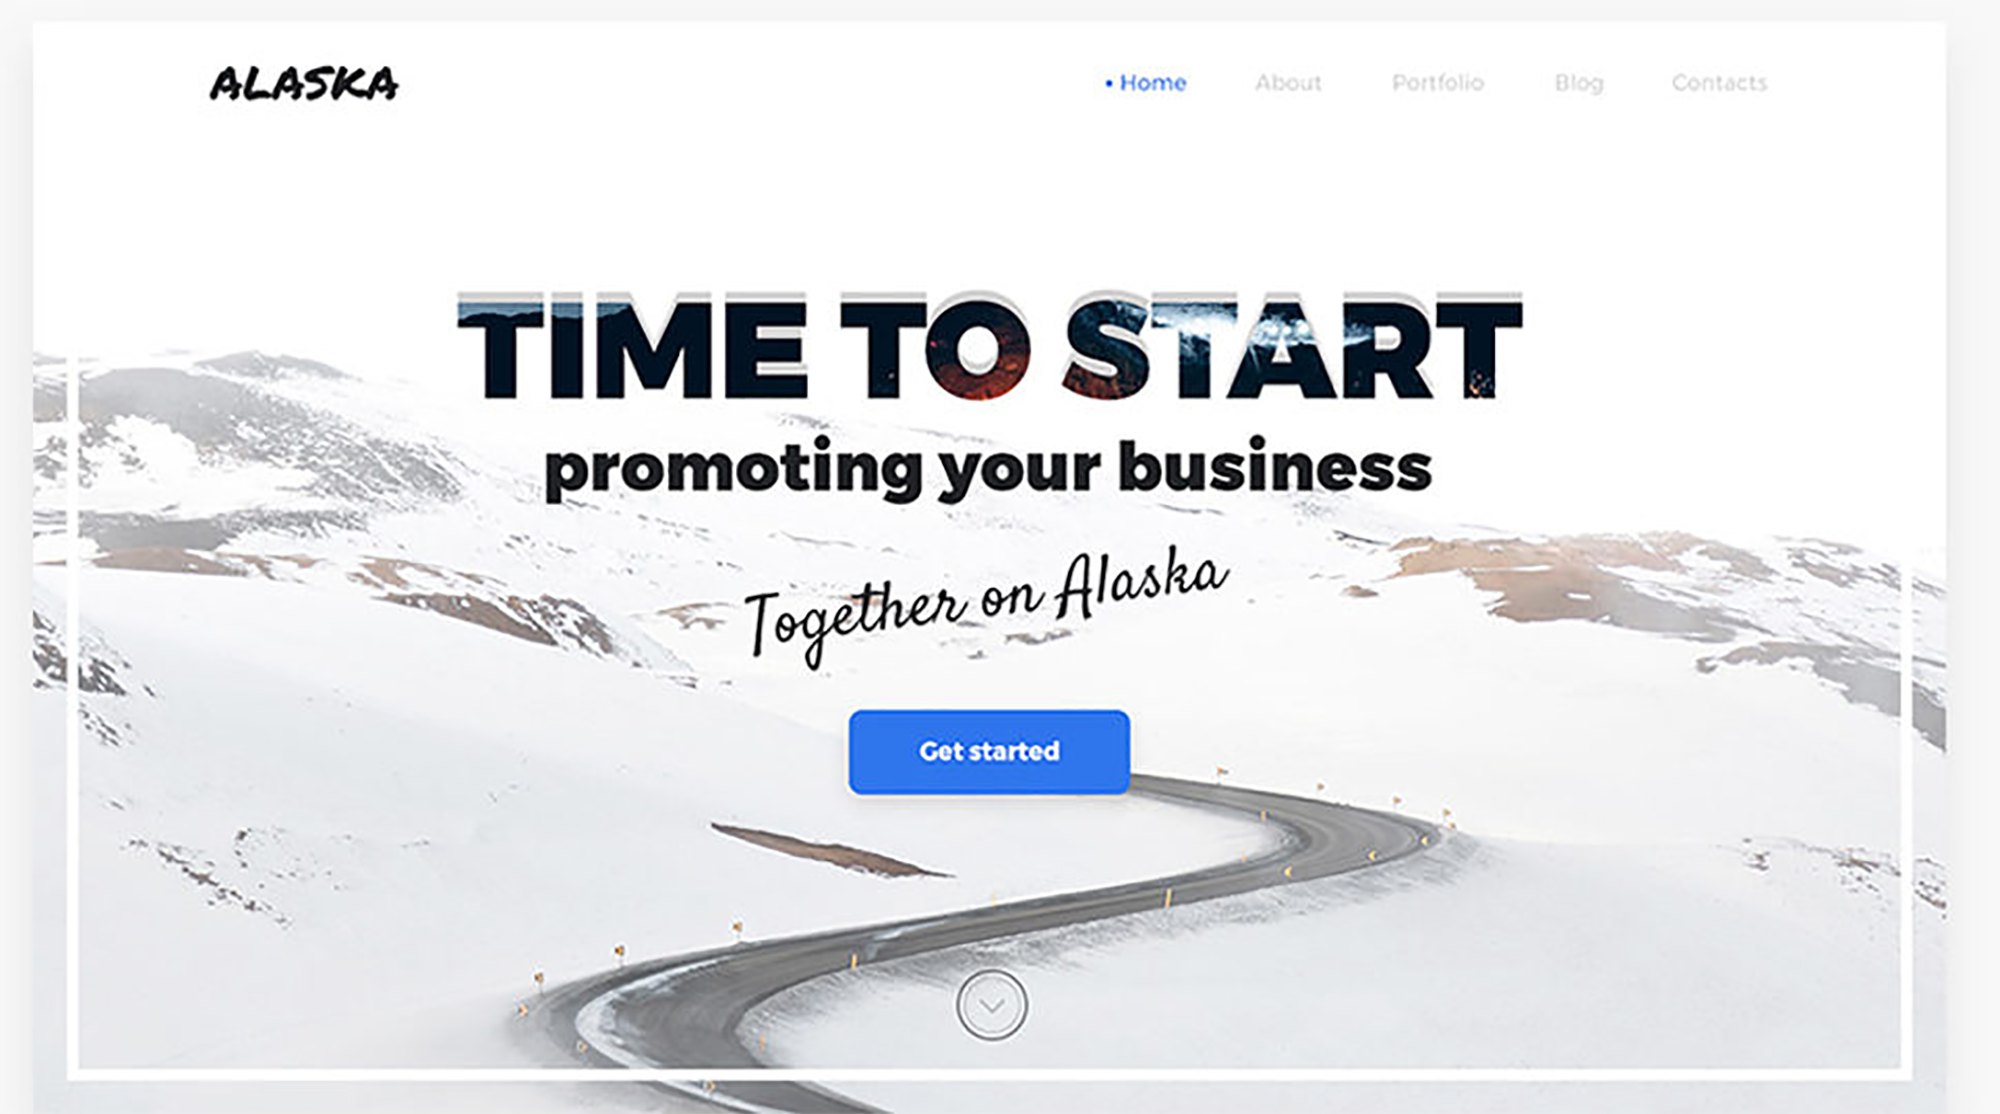 ALASKA
• Home About Portfolio Blog Contacts
TIME TO START
promoting your business
Together on Alaska
Get started